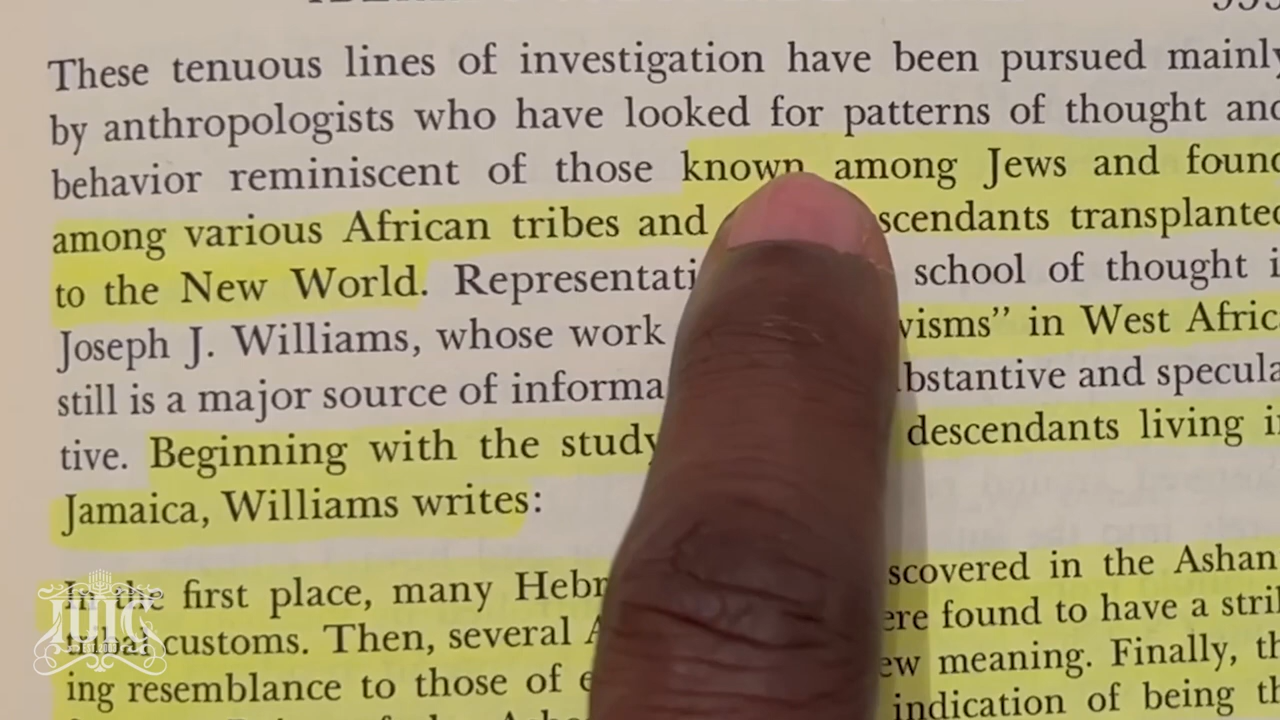 These tenuous lines of investigation have been pursued mainly
by anthropologists who have looked for patterns of thought and
behavior reminiscent of those known among Jews and found
among various African tribes and scendants transplanted
to the New World. Representati school of thought i
Joseph J. Williams, whose work visms” in West Afric
still is a major source of informa bstantive and specula
tive. Beginning with the study descendants living i
Jamaica, Williams writes:
In the first place, many Hebr scovered in the Ashan
tribal customs. Then, several A ere found to have a strik
ing resemblance to those of e ew meaning. Finally, th
indication of being th
IUIC